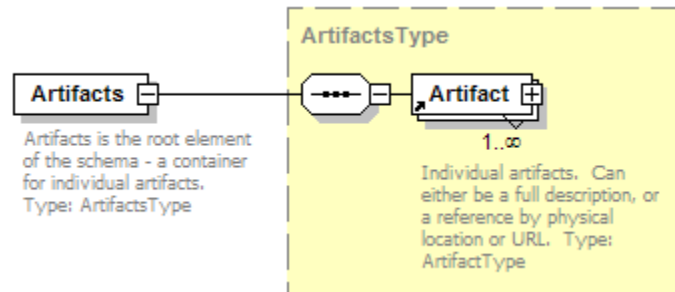 ArtifactsType
Artifacts
Artifact
1..∞
Artifacts is the root element
of the schema - a container
for individual artifacts.
Type: ArtifactsType
Individual artifacts.  Can
either be a full description, or
a reference by physical
location or URL.  Type:
ArtifactType